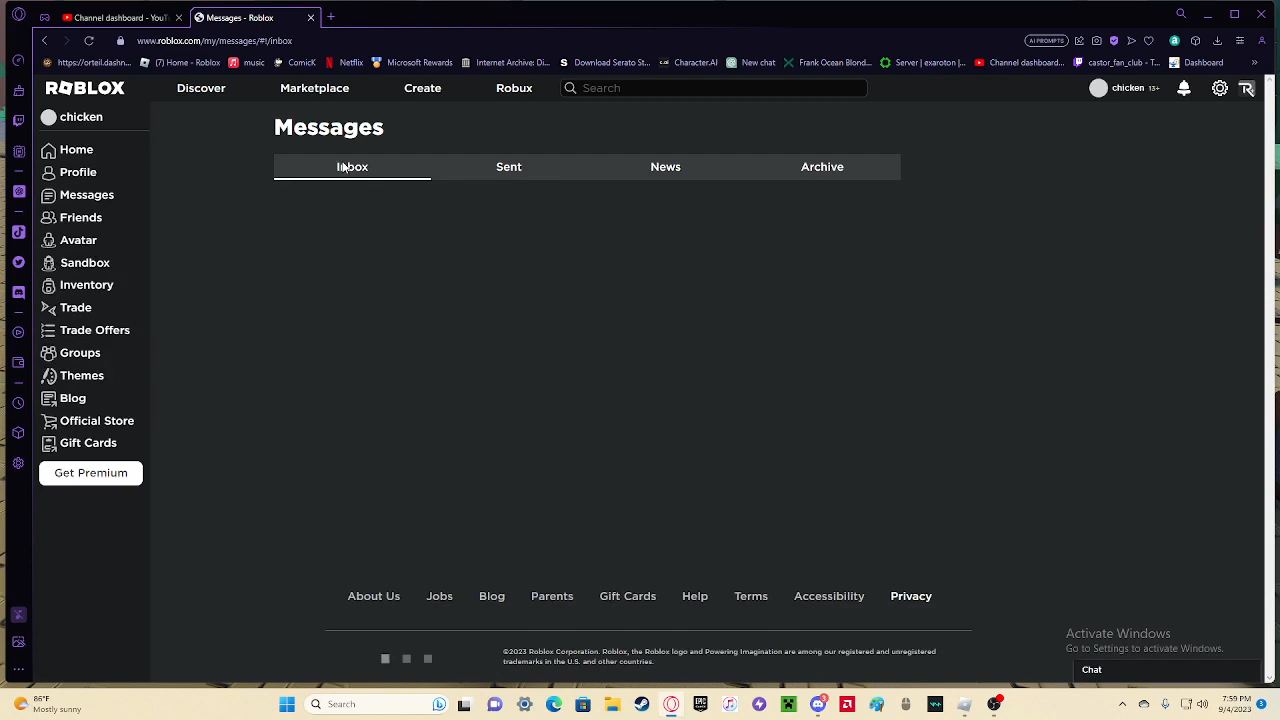 Channel dashboard - YouT
Messages - Roblox
www.roblox.com/my/messages/#!/inbox
AI PROMPTS
https://orteil.dashn...
(7) Home - Roblox
music
ComicK
Netflix
Microsoft Rewards
Internet Archive: Di...
Download Serato St...
Character.AI
New chat
Frank Ocean Blond...
Server | exaroton |...
Channel dashboard...
castor_fan_club - T...
Dashboard
ROBLOX
Discover
Marketplace
Create
Robux
Search
chicken 13+
chicken
Home
Profile
Messages
Friends
Avatar
Sandbox
Inventory
Trade
Trade Offers
Groups
Themes
Blog
Official Store
Gift Cards
Get Premium
Messages
Inbox
Sent
News
Archive
About Us
Jobs
Blog
Parents
Gift Cards
Help
Terms
Accessibility
Privacy
©2023 Roblox Corporation. Roblox, the Roblox logo and Powering Imagination are among our registered and unregistered
trademarks in the U.S. and other countries.
Activate Windows
Go to Settings to activate Windows.
Chat
86°F
Mostly sunny
Search
7:59 PM
9/4/2023